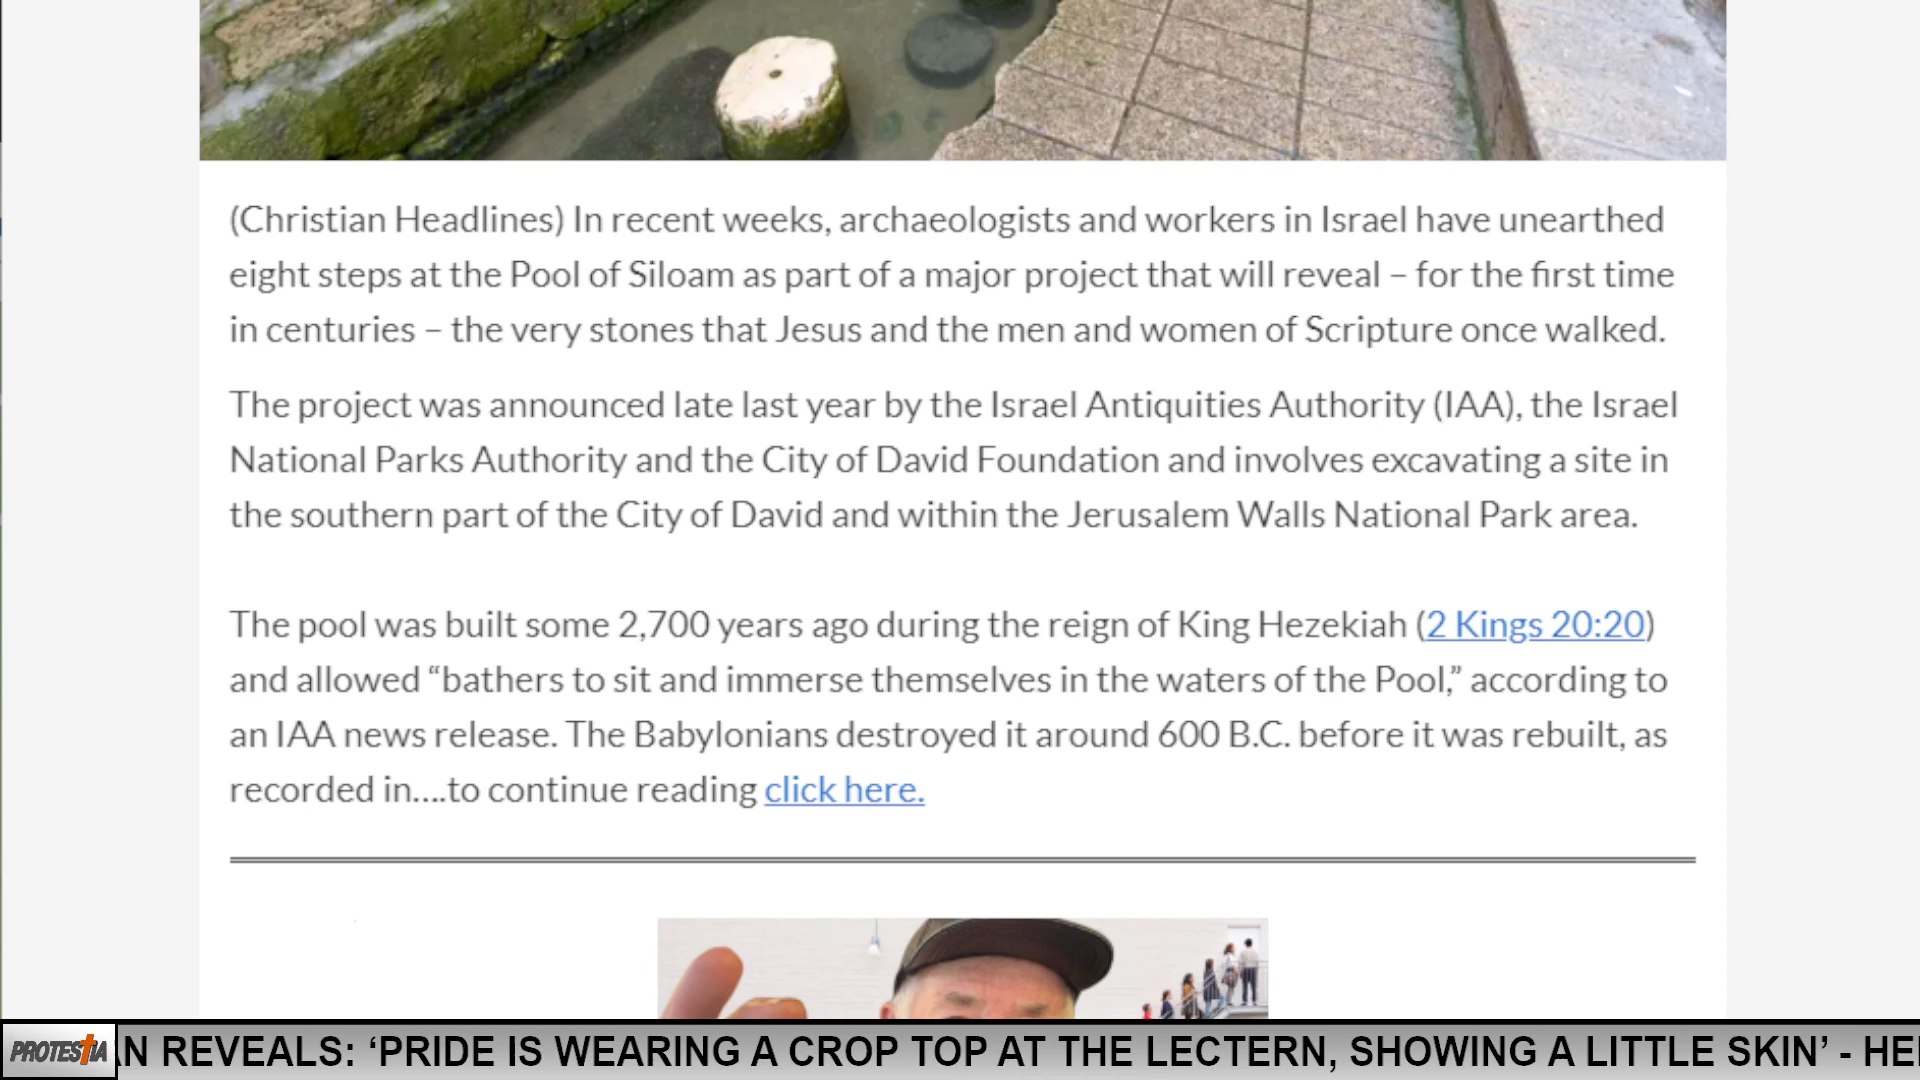 (Christian Headlines) In recent weeks, archaeologists and workers in Israel have unearthed
eight steps at the Pool of Siloam as part of a major project that will reveal – for the first time
in centuries – the very stones that Jesus and the men and women of Scripture once walked.
The project was announced late last year by the Israel Antiquities Authority (IAA), the Israel
National Parks Authority and the City of David Foundation and involves excavating a site in
the southern part of the City of David and within the Jerusalem Walls National Park area.
The pool was built some 2,700 years ago during the reign of King Hezekiah (2 Kings 20:20)
and allowed “bathers to sit and immerse themselves in the waters of the Pool,” according to
an IAA news release. The Babylonians destroyed it around 600 B.C. before it was rebuilt, as
recorded in….to continue reading click here.
PROTESTIA
N REVEALS: ‘PRIDE IS WEARING A CROP TOP AT THE LECTERN, SHOWING A LITTLE SKIN’ - HE